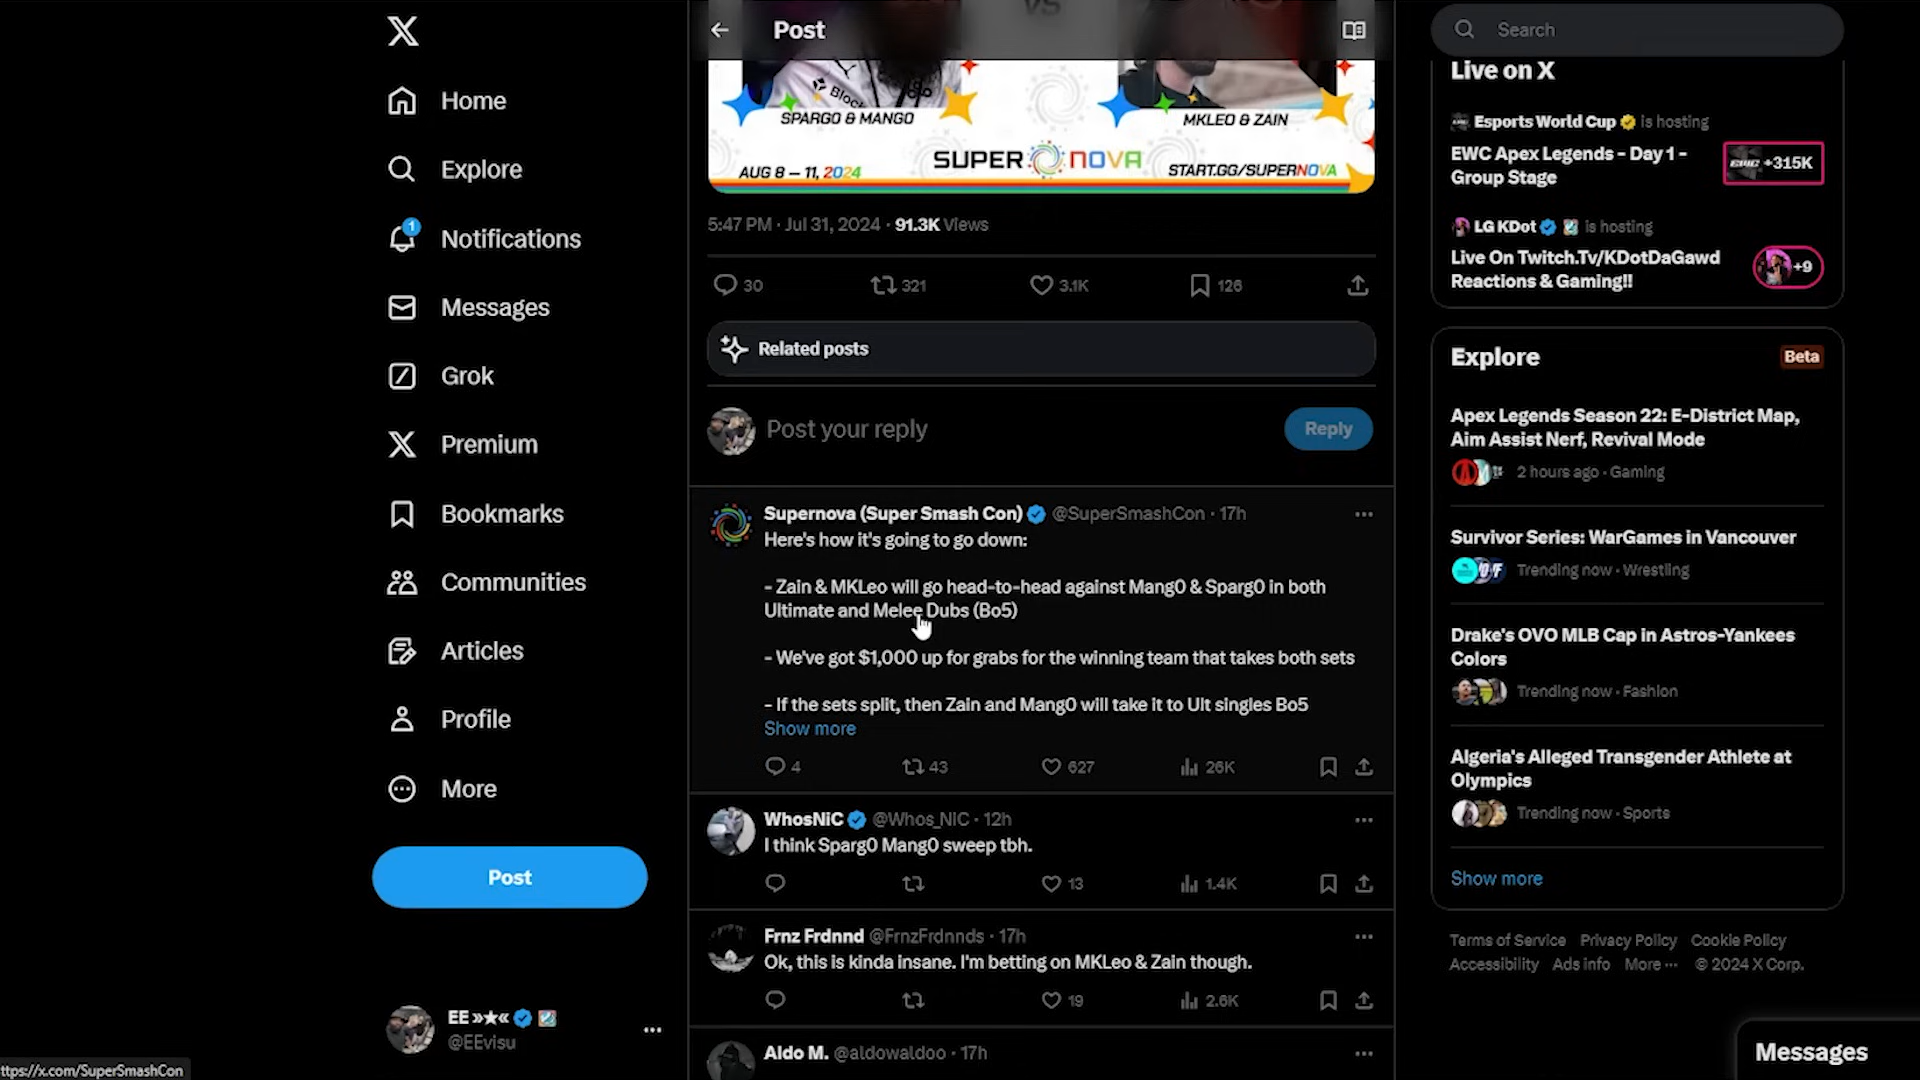 Home
Explore
1
Notifications
Messages
Grok
Premium
Bookmarks
Communities
Articles
Profile
More
Post
EE »★«
@EEvisu
ttps://x.com/SuperSmashCon
Post
VS
Block
SPARGO & MANGO
MKLEO & ZAIN
AUG 8 – 11, 2024
SUPER NOVA
START.GG/SUPERNOVA
5:47 PM · Jul 31, 2024 · 91.3K Views
30 321 3.1K 126
Related posts
Post your reply
Reply
Supernova (Super Smash Con) @SuperSmashCon · 17h
Here's how it's going to go down:
- Zain & MKLeo will go head-to-head against Mang0 & Sparg0 in both
Ultimate and Melee Dubs (Bo5)
- We've got $1,000 up for grabs for the winning team that takes both sets
- If the sets split, then Zain and Mang0 will take it to Ult singles Bo5
Show more
4 43 627 26K
WhosNiC @Whos_NiC · 12h
I think Sparg0 Mang0 sweep tbh.
13 1.4K
Frnz Frdnnd @FrnzFrdnnds · 17h
Ok, this is kinda insane. I'm betting on MKLeo & Zain though.
19 2.6K
Aldo M. @aldowaldoo · 17h
Search
Live on X
Esports World Cup is hosting
EWC Apex Legends - Day 1 -
Group Stage
EWC +315K
LG KDot is hosting
Live On Twitch.Tv/KDotDaGawd
Reactions & Gaming!!
+9
Explore
Beta
Apex Legends Season 22: E-District Map,
Aim Assist Nerf, Revival Mode
2 hours ago · Gaming
Survivor Series: WarGames in Vancouver
Trending now · Wrestling
Drake's OVO MLB Cap in Astros-Yankees
Colors
Trending now · Fashion
Algeria's Alleged Transgender Athlete at
Olympics
Trending now · Sports
Show more
Terms of Service Privacy Policy Cookie Policy
Accessibility Ads info More ··· © 2024 X Corp.
Messages